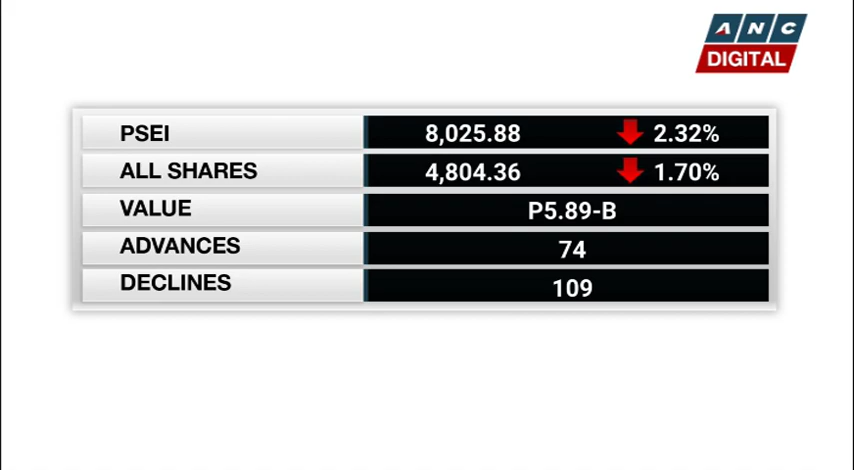 ANC
DIGITAL
PSEI 8,025.88 2.32%
ALL SHARES 4,804.36 1.70%
VALUE P5.89-B
ADVANCES 74
DECLINES 109